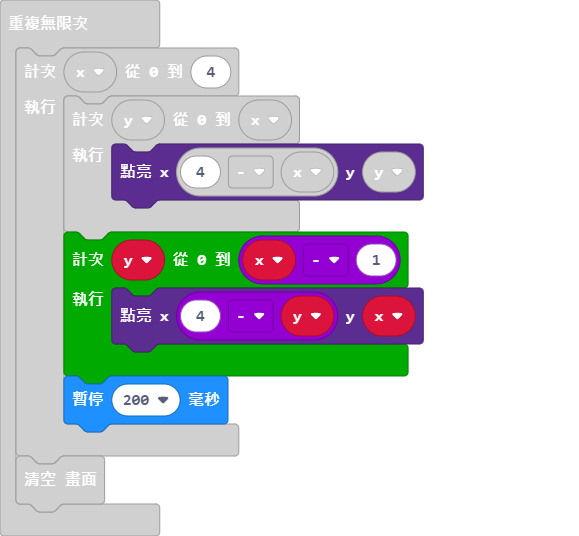 重複無限次
計次 x 從 0 到 4
執行
計次 y 從 0 到 x
執行
點亮 x 4 - x y y
計次 y 從 0 到 x - 1
執行
點亮 x 4 - y y x
暫停 200 毫秒
清空 畫面